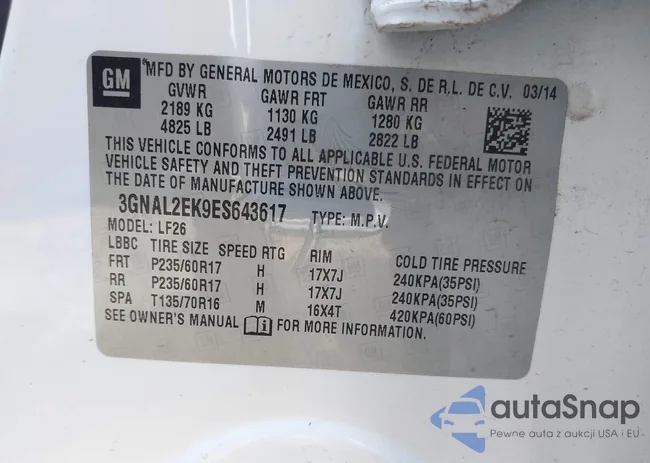 GM
® MFD BY GENERAL MOTORS DE MEXICO, S. DE R.L. DE C.V. 03/14
GVWR GAWR FRT GAWR RR
2189 KG 1130 KG 1280 KG
4825 LB 2491 LB 2822 LB
THIS VEHICLE CONFORMS TO ALL APPLICABLE U.S. FEDERAL MOTOR
VEHICLE SAFETY AND THEFT PREVENTION STANDARDS IN EFFECT ON
THE DATE OF MANUFACTURE SHOWN ABOVE.
3GNAL2EK9ES643617 TYPE: M.P.V.
MODEL: LF26
LBBC TIRE SIZE SPEED RTG RIM COLD TIRE PRESSURE
FRT P235/60R17 H 17X7J 240KPA(35PSI)
RR P235/60R17 H 17X7J 240KPA(35PSI)
SPA T135/70R16 M 16X4T 420KPA(60PSI)
SEE OWNER'S MANUAL FOR MORE INFORMATION.
autoSnap
Pewne auta z aukcji USA i EU